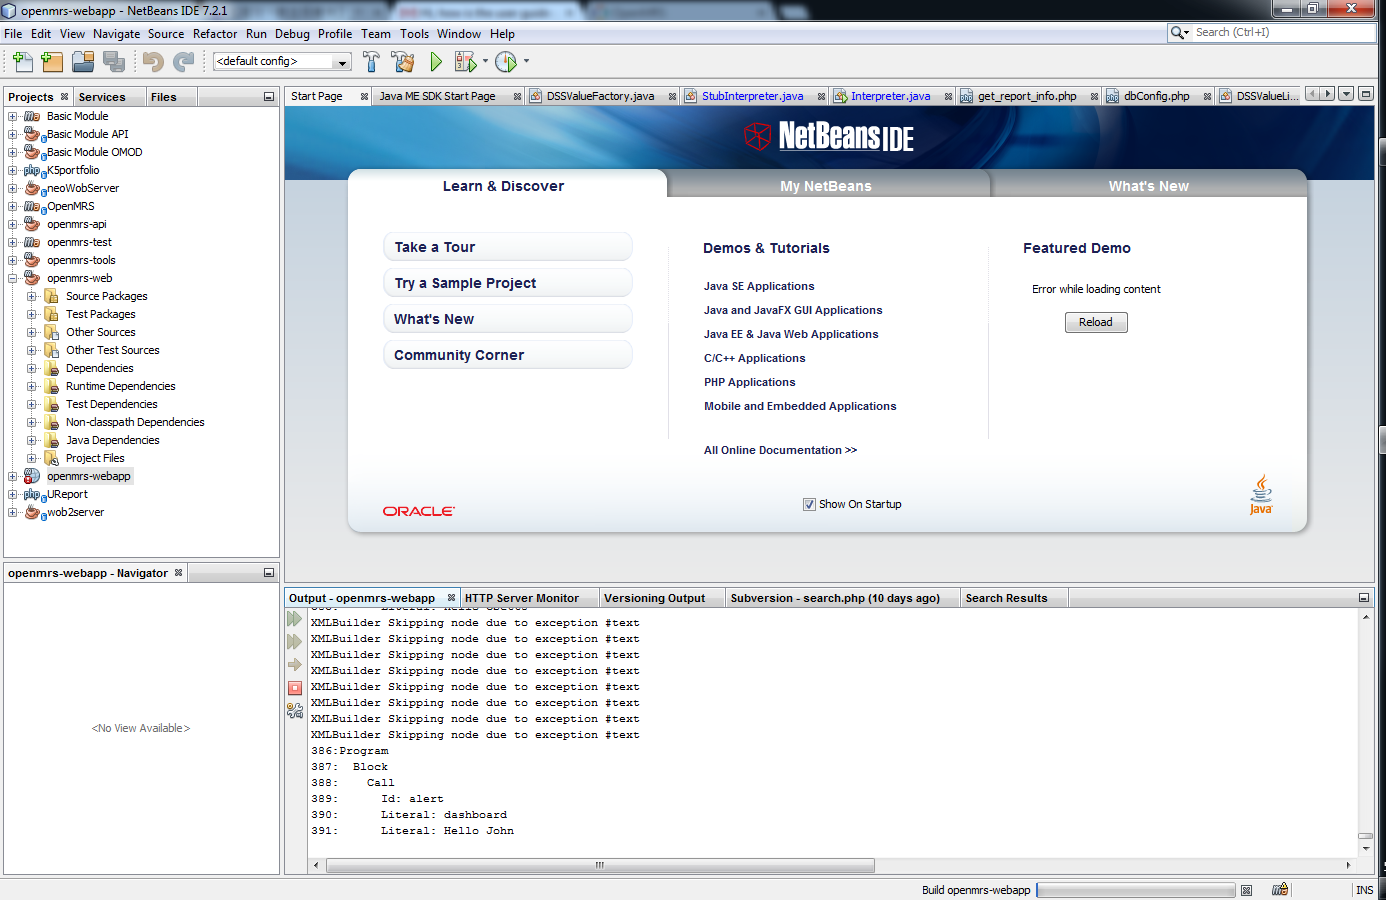 openmrs-webapp - NetBeans IDE 7.2.1
File Edit View Navigate Source Refactor Run Debug Profile Team Tools Window Help
Search (Ctrl+I)
<default config>
Projects Services Files
Start Page Java ME SDK Start Page DSSValueFactory.java StubInterpreter.java Interpreter.java get_report_info.php dbConfig.php DSSValueLi...
Basic Module
Basic Module API
Basic Module OMOD
K5portfolio
neoWobServer
OpenMRS
openmrs-api
openmrs-test
openmrs-tools
openmrs-web
Source Packages
Test Packages
Other Sources
Other Test Sources
Dependencies
Runtime Dependencies
Test Dependencies
Non-classpath Dependencies
Java Dependencies
Project Files
openmrs-webapp
UReport
wob2server
NetBeans IDE
Learn & Discover
My NetBeans
What's New
Take a Tour
Try a Sample Project
What's New
Community Corner
Demos & Tutorials
Java SE Applications
Java and JavaFX GUI Applications
Java EE & Java Web Applications
C/C++ Applications
PHP Applications
Mobile and Embedded Applications
All Online Documentation >>
Featured Demo
Error while loading content
Reload
ORACLE
Show On Startup
Java
openmrs-webapp - Navigator
<No View Available>
Output - openmrs-webapp HTTP Server Monitor Versioning Output Subversion - search.php (10 days ago) Search Results
XMLBuilder Skipping node due to exception #text
XMLBuilder Skipping node due to exception #text
XMLBuilder Skipping node due to exception #text
XMLBuilder Skipping node due to exception #text
XMLBuilder Skipping node due to exception #text
XMLBuilder Skipping node due to exception #text
XMLBuilder Skipping node due to exception #text
XMLBuilder Skipping node due to exception #text
386:Program
387:  Block
388:    Call
389:      Id: alert
390:      Literal: dashboard
391:      Literal: Hello John
Build openmrs-webapp
INS